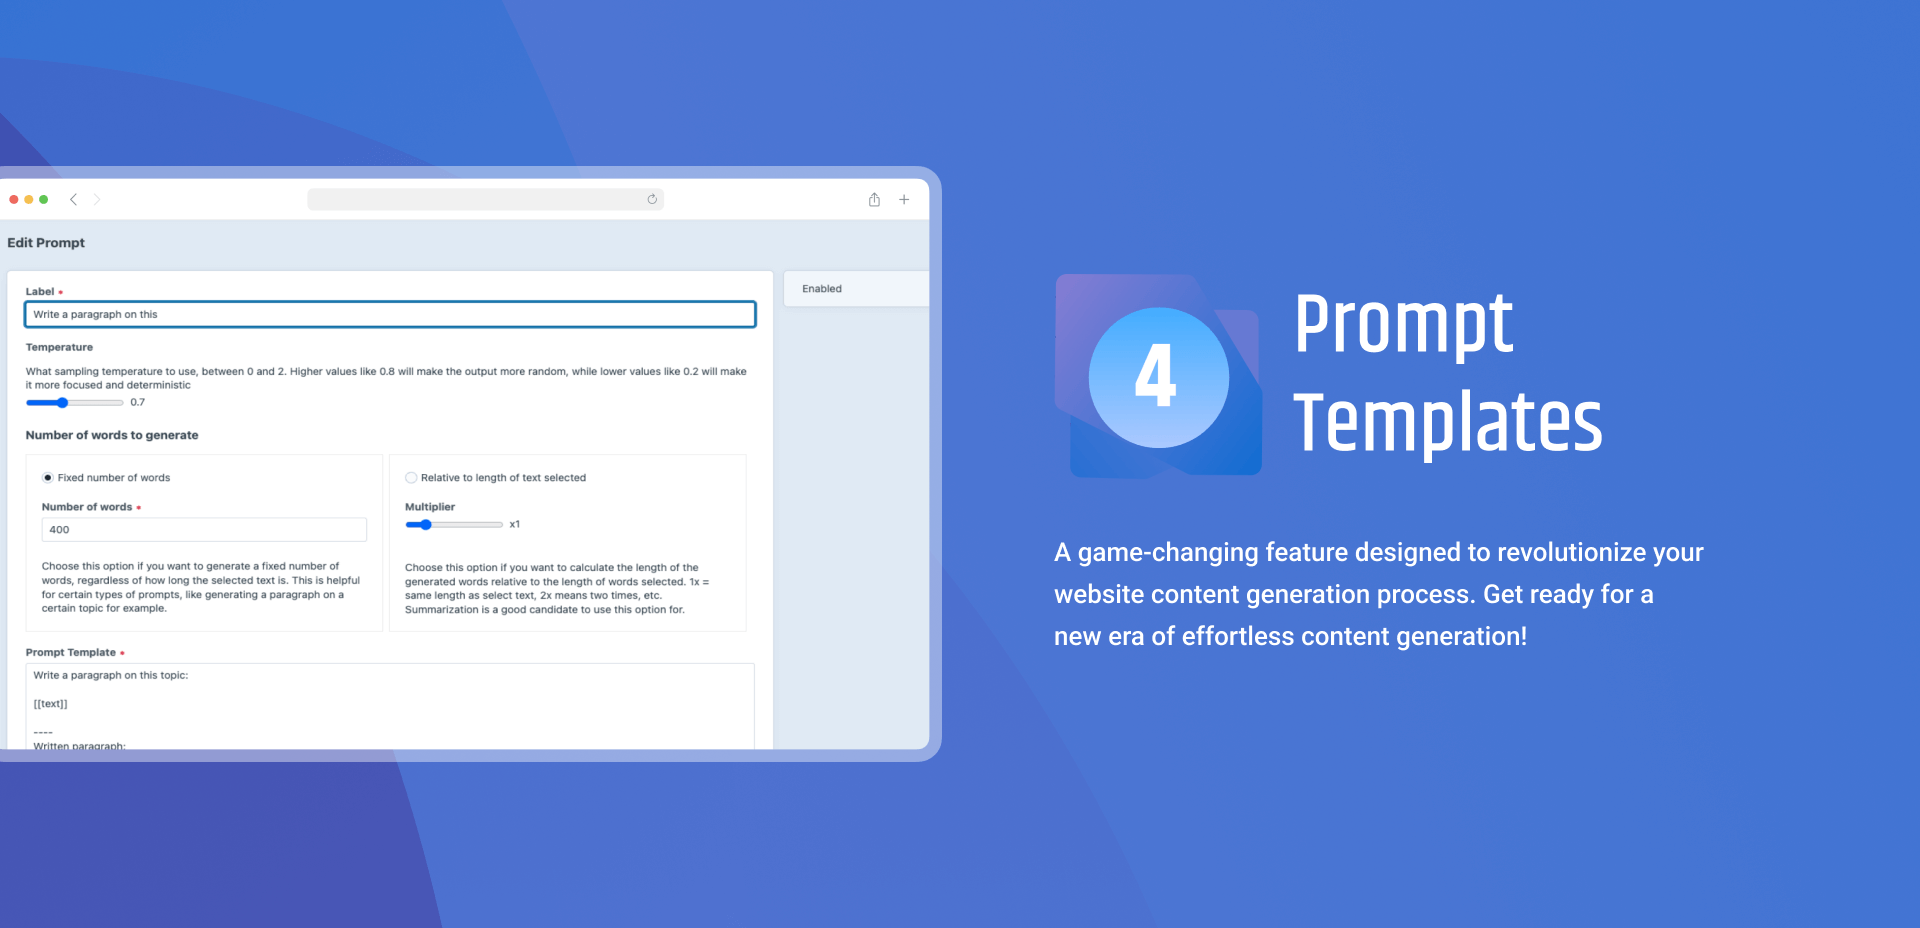 Edit Prompt
Label *
Write a paragraph on this
Temperature
What sampling temperature to use, between 0 and 2. Higher values like 0.8 will make the output more random, while lower values like 0.2 will make
it more focused and deterministic
0.7
Number of words to generate
Fixed number of words
Number of words *
400
Choose this option if you want to generate a fixed number of
words, regardless of how long the selected text is. This is helpful
for certain types of prompts, like generating a paragraph on a
certain topic for example.
Relative to length of text selected
Multiplier
x1
Choose this option if you want to calculate the length of the
generated words relative to the length of words selected. 1x =
same length as select text, 2x means two times, etc.
Summarization is a good candidate to use this option for.
Prompt Template *
Write a paragraph on this topic:
[[text]]
----
Written paragraph:
Enabled
4
Prompt
Templates
A game-changing feature designed to revolutionize your
website content generation process. Get ready for a
new era of effortless content generation!